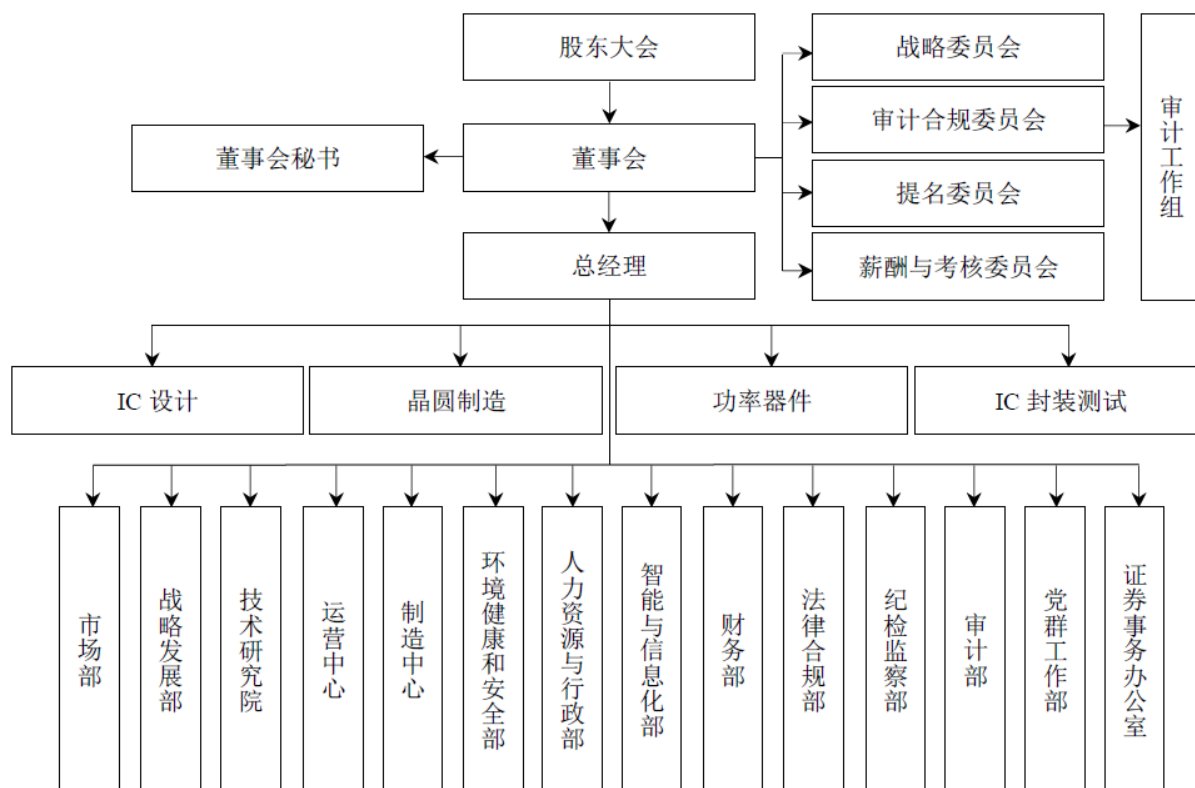 股东大会
战略委员会
审计合规委员会
审计工作组
董事会秘书
董事会
提名委员会
总经理
薪酬与考核委员会
IC 设计
晶圆制造
功率器件
IC 封装测试
市场部
战略发展部
技术研究院
运营中心
制造中心
环境健康和安全部
人力资源与行政部
智能与信息化部
财务部
法律合规部
纪检监察部
审计部
党群工作部
证券事务办公室